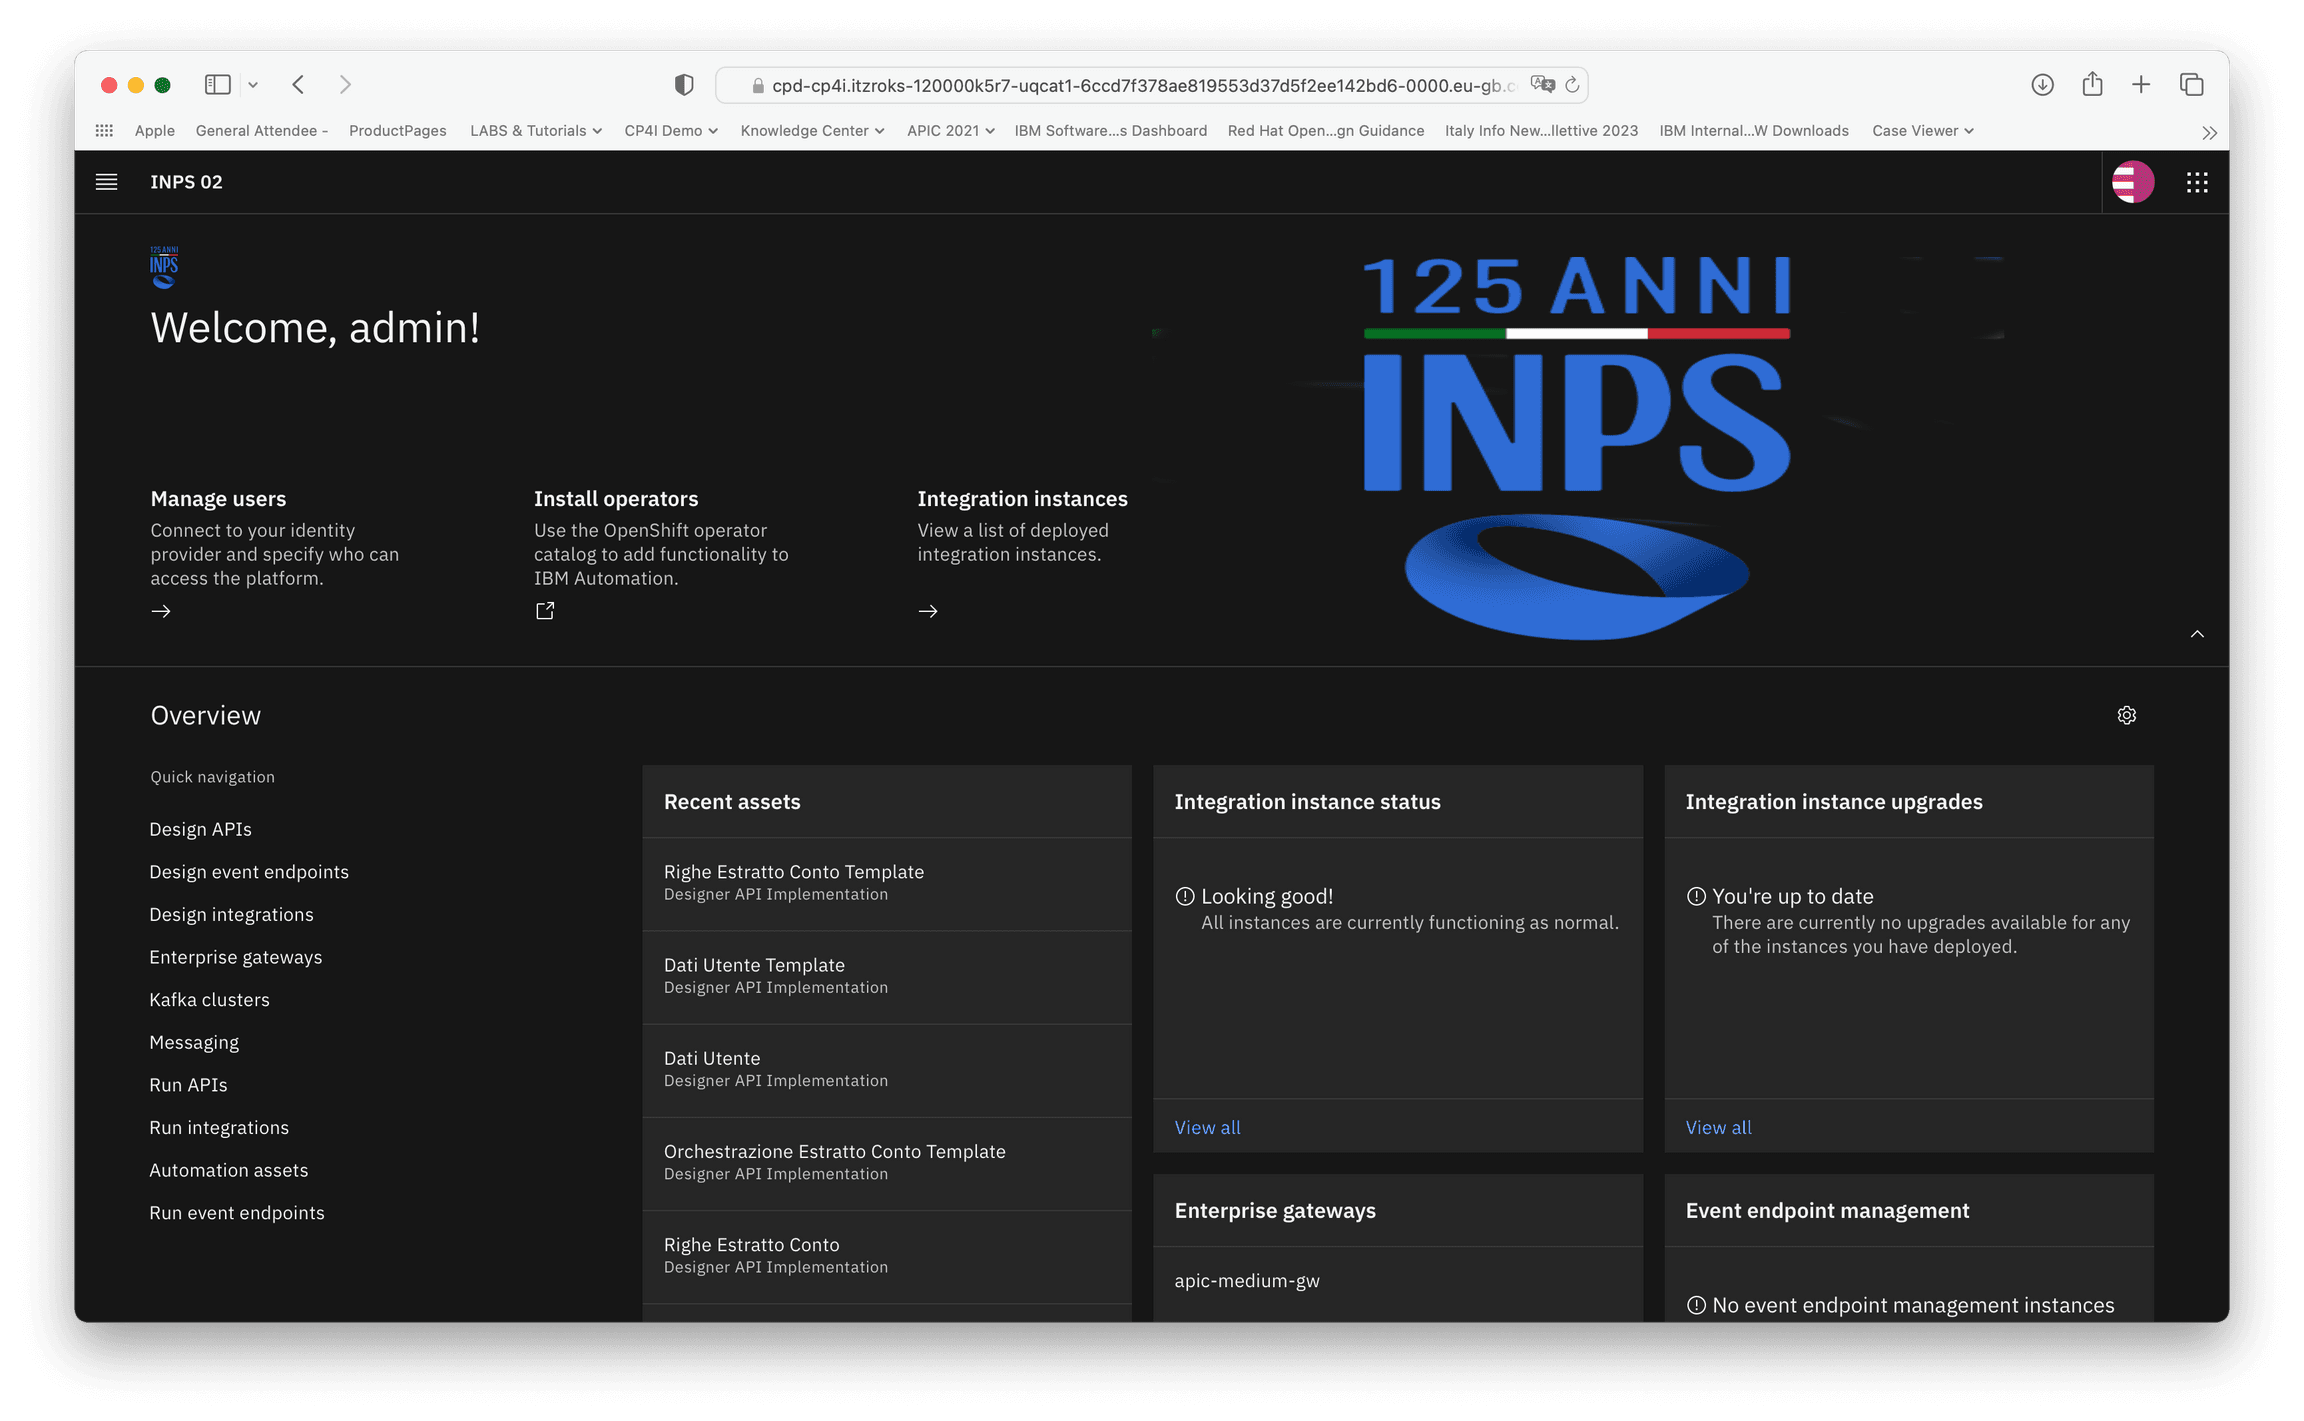 cpd-cp4i.itzroks-120000k5r7-uqcat1-6ccd7f378ae819553d37d5f2ee142bd6-0000.eu-gb.c
Apple
General Attendee -
ProductPages
LABS & Tutorials
CP4I Demo
Knowledge Center
APIC 2021
IBM Software...s Dashboard
Red Hat Open...gn Guidance
Italy Info New...llettive 2023
IBM Internal...W Downloads
Case Viewer
INPS 02
125 ANNI
INPS
Welcome, admin!
125 ANNI
INPS
Manage users
Connect to your identity
provider and specify who can
access the platform.
Install operators
Use the OpenShift operator
catalog to add functionality to
IBM Automation.
Integration instances
View a list of deployed
integration instances.
Overview
Quick navigation
Design APIs
Design event endpoints
Design integrations
Enterprise gateways
Kafka clusters
Messaging
Run APIs
Run integrations
Automation assets
Run event endpoints
Recent assets
Righe Estratto Conto Template
Designer API Implementation
Dati Utente Template
Designer API Implementation
Dati Utente
Designer API Implementation
Orchestrazione Estratto Conto Template
Designer API Implementation
Righe Estratto Conto
Designer API Implementation
Integration instance status
Looking good!
All instances are currently functioning as normal.
View all
Integration instance upgrades
You're up to date
There are currently no upgrades available for any
of the instances you have deployed.
View all
Enterprise gateways
apic-medium-gw
Event endpoint management
No event endpoint management instances